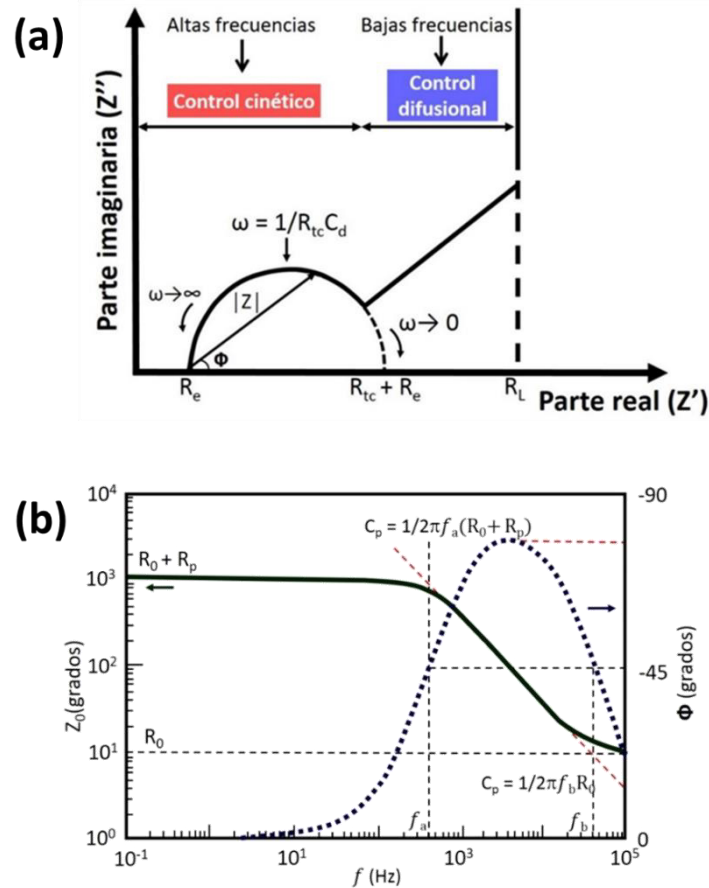 (a)
Altas frecuencias
Bajas frecuencias
Control cinético
Control
difusional
Parte imaginaria (Z'')
ω = 1/RtcCd
ω→∞
|Z|
Φ
ω→ 0
Re
Rtc + Re
RL
Parte real (Z')
(b)
10⁴
10³
10²
10¹
10⁰
Z₀(grados)
R₀ + Rp
R₀
Cp = 1/2πfa(R₀+ Rp)
Cp = 1/2πfbR₀
fa
fb
-90
-45
0
Φ (grados)
10⁻¹
10¹
10³
10⁵
f (Hz)